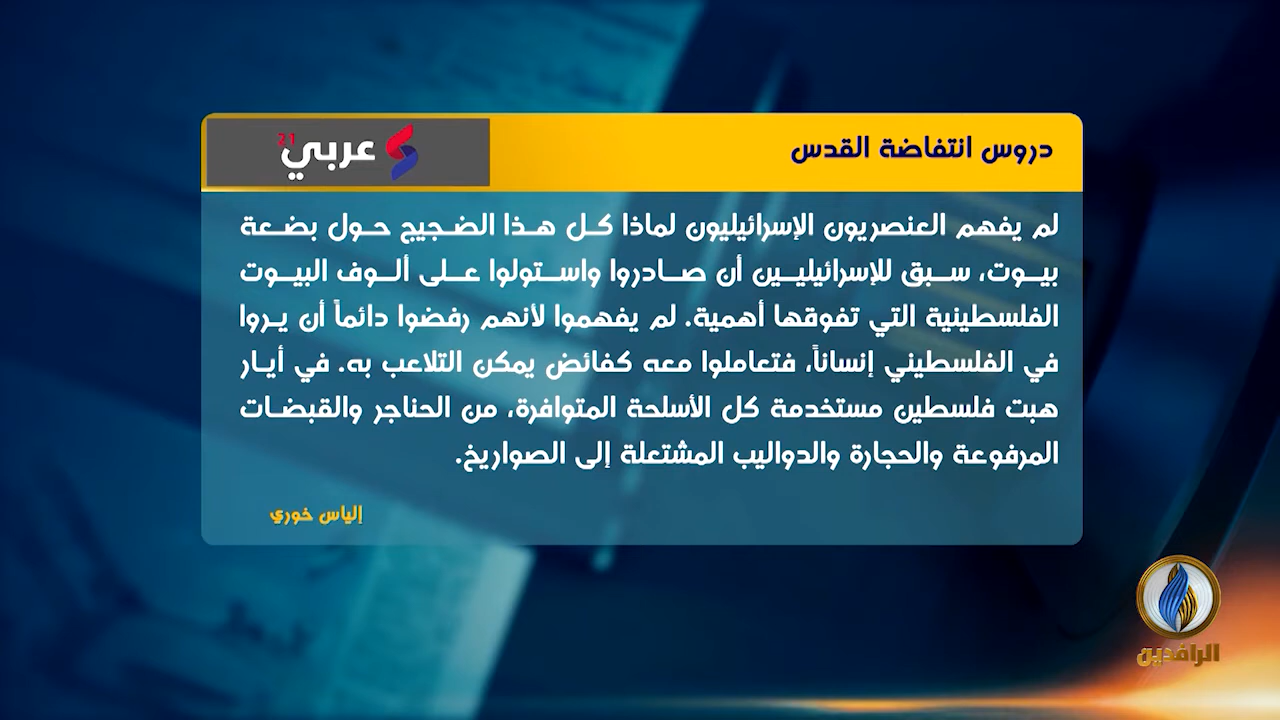 دروس انتفاضة القدس
عربي 21
لم يفهم العنصريون الإسرائيليون لماذا كل هذا الضجيج حول بضعة
بيوت، سبق للإسرائيليين أن صادروا واستولوا على ألوف البيوت
الفلسطينية التي تفوقها أهمية. لم يفهموا لأنهم رفضوا دائماً أن يروا
في الفلسطيني إنساناً، فتعاملوا معه كفائض يمكن التلاعب به. في أيار
هبت فلسطين مستخدمة كل الأسلحة المتوافرة، من الحناجر والقبضات
المرفوعة والحجارة والدواليب المشتعلة إلى الصواريخ.
إلياس خوري
الرافدين